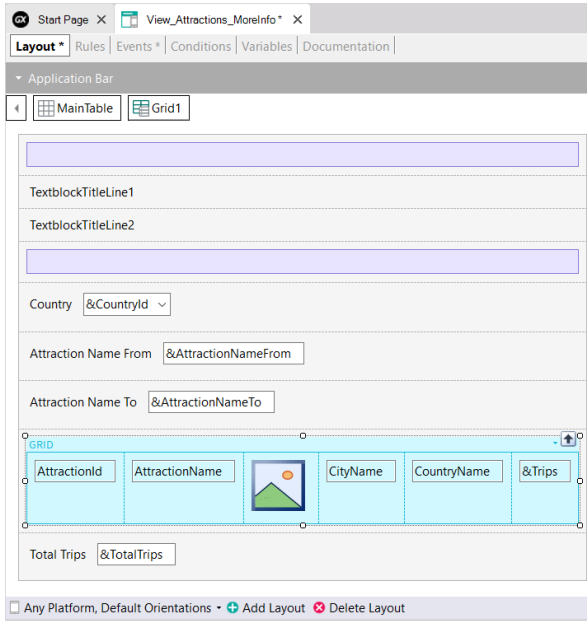 GX Start Page X View_Attractions_MoreInfo * X
Layout * Rules Events * Conditions Variables Documentation
Application Bar
MainTable Grid1
TextblockTitleLine1
TextblockTitleLine2
Country &CountryId
Attraction Name From &AttractionNameFrom
Attraction Name To &AttractionNameTo
GRID
AttractionId AttractionName CityName CountryName &Trips
Total Trips &TotalTrips
Any Platform, Default Orientations Add Layout Delete Layout